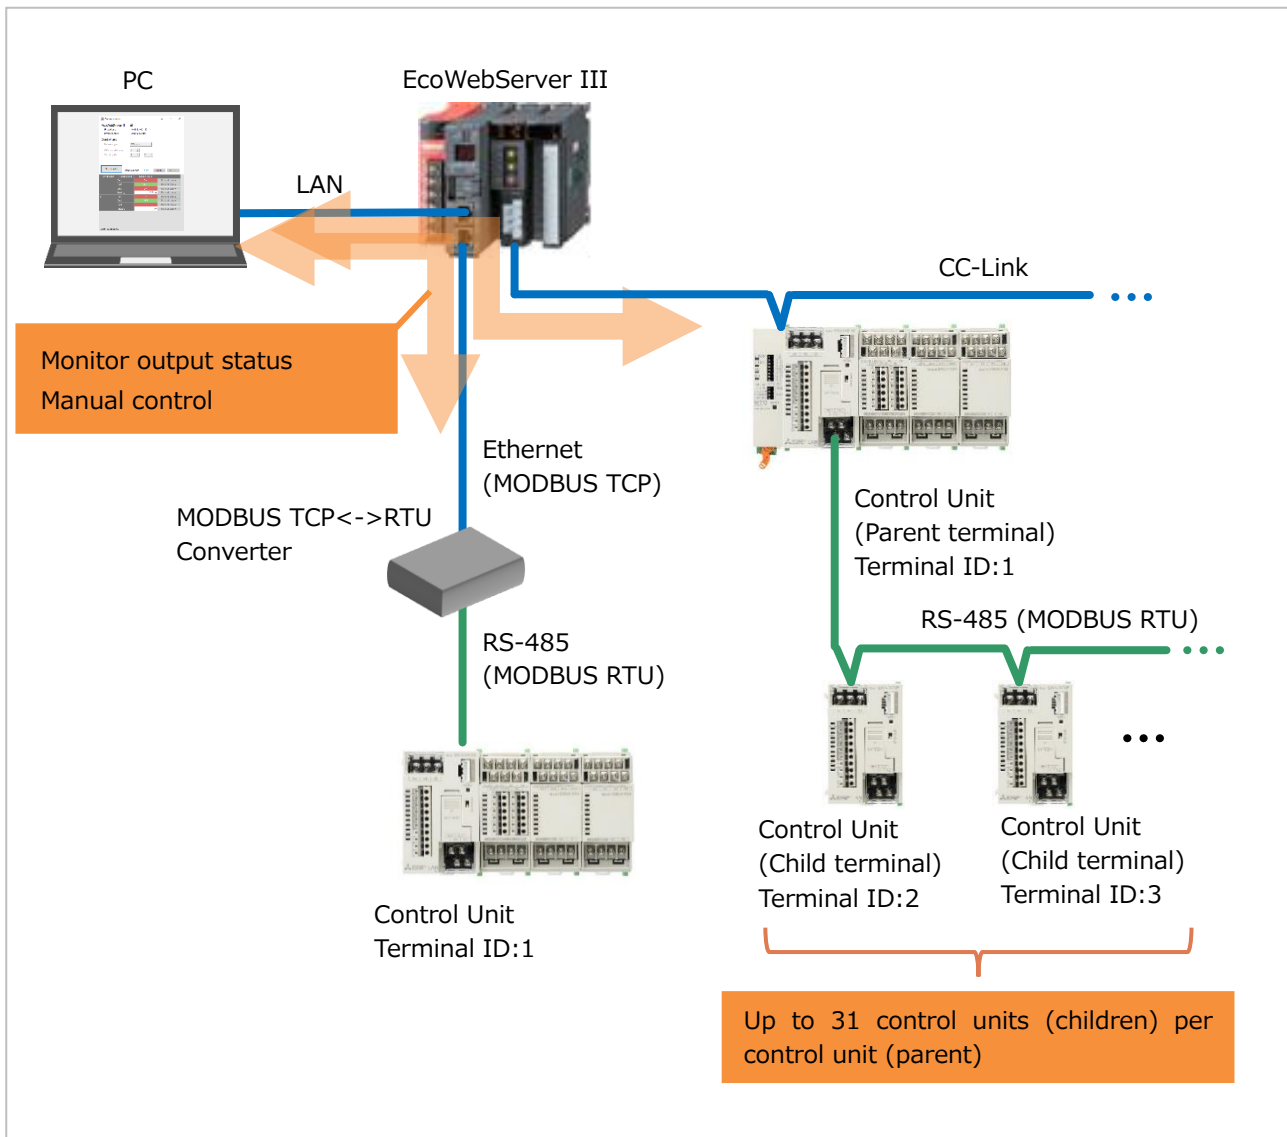 PC
EcoWebServer III
LAN
CC-Link
Monitor output status
Manual control
Ethernet
(MODBUS TCP)
MODBUS TCP<->RTU
Converter
Control Unit
(Parent terminal)
Terminal ID:1
RS-485 (MODBUS RTU)
RS-485
(MODBUS RTU)
Control Unit
(Child terminal)
Terminal ID:2
Control Unit
(Child terminal)
Terminal ID:3
Control Unit
Terminal ID:1
Up to 31 control units (children) per
control unit (parent)